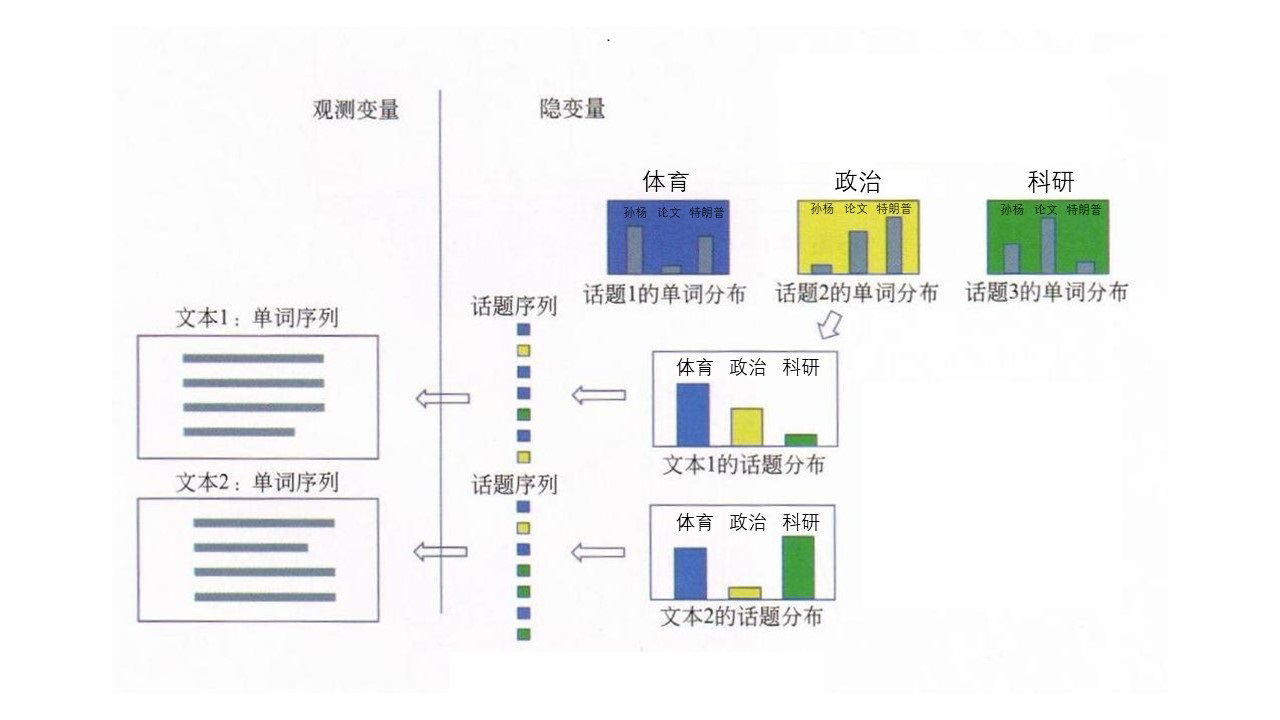 观测变量
隐变量
体育
政治
科研
孙杨 论文 特朗普
孙杨 论文 特朗普
孙杨 论文 特朗普
话题1的单词分布
话题2的单词分布
话题3的单词分布
话题序列
文本1：单词序列
体育 政治 科研
文本1的话题分布
文本2：单词序列
话题序列
体育 政治 科研
文本2的话题分布